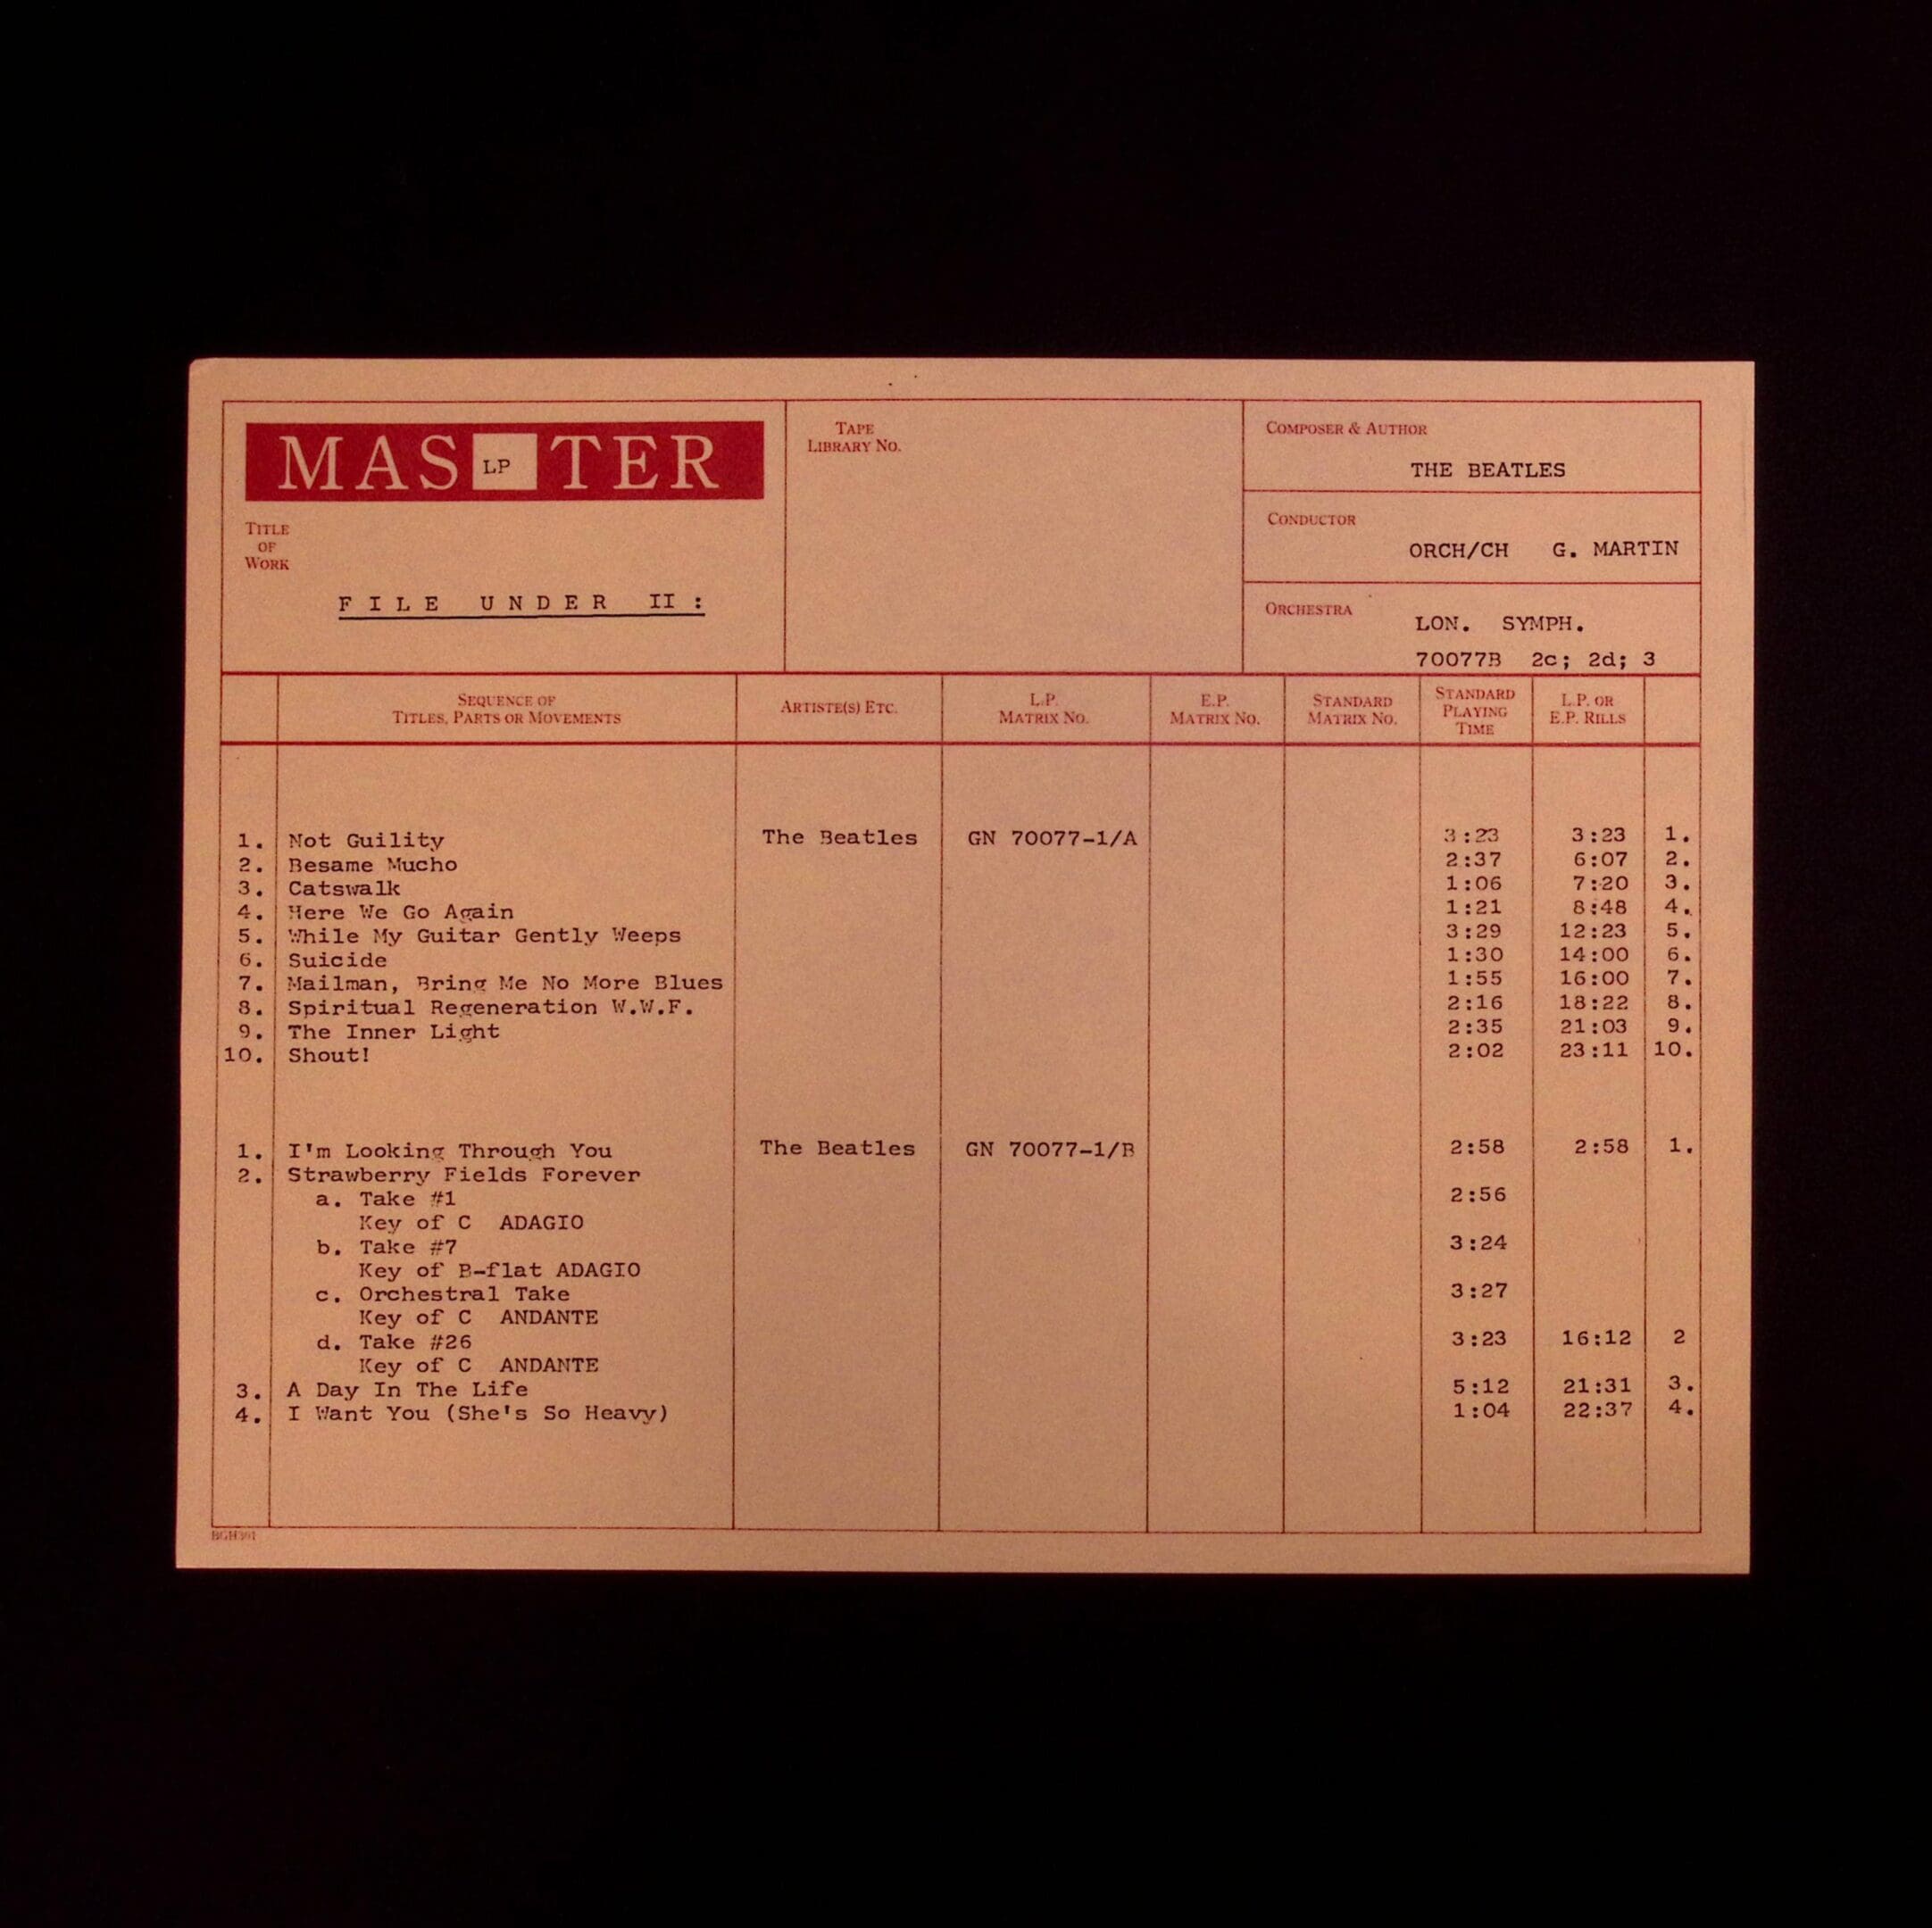 MAS LP TER
TITLE
OF
WORK
FILE UNDER II:
TAPE
LIBRARY NO.
COMPOSER & AUTHOR
THE BEATLES
CONDUCTOR
ORCH/CH G. MARTIN
ORCHESTRA
LON. SYMPH.
70077B 2c; 2d; 3
SEQUENCE OF
TITLES, PARTS OR MOVEMENTS
ARTISTE(S) ETC.
L.P.
MATRIX NO.
E.P.
MATRIX NO.
STANDARD
MATRIX NO.
STANDARD
PLAYING
TIME
L.P. OR
E.P. RILLS
1. Not Guility The Beatles GN 70077-1/A 3:23 3:23 1.
2. Besame Mucho 2:37 6:07 2.
3. Catswalk 1:06 7:20 3.
4. Here We Go Again 1:21 8:48 4.
5. While My Guitar Gently Weeps 3:29 12:23 5.
6. Suicide 1:30 14:00 6.
7. Mailman, Bring Me No More Blues 1:55 16:00 7.
8. Spiritual Regeneration W.W.F. 2:16 18:22 8.
9. The Inner Light 2:35 21:03 9.
10. Shout! 2:02 23:11 10.
1. I'm Looking Through You The Beatles GN 70077-1/B 2:58 2:58 1.
2. Strawberry Fields Forever
a. Take #1 2:56
Key of C ADAGIO
b. Take #7 3:24
Key of B-flat ADAGIO
c. Orchestral Take 3:27
Key of C ANDANTE
d. Take #26 3:23 16:12 2
Key of C ANDANTE
3. A Day In The Life 5:12 21:31 3.
4. I Want You (She's So Heavy) 1:04 22:37 4.